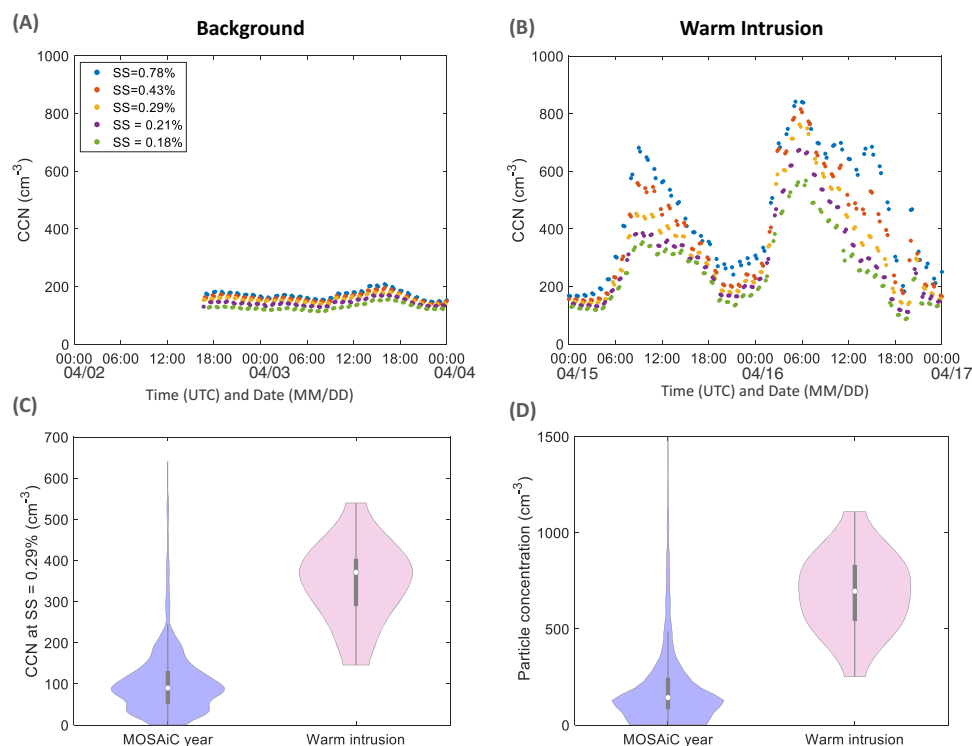 (A)
Background
1000
800
600
400
200
0
CCN (cm⁻³)
SS=0.78%
SS=0.43%
SS=0.29%
SS = 0.21%
SS = 0.18%
00:00 06:00 12:00 18:00 00:00 06:00 12:00 18:00 00:00
04/02 04/03 04/04
Time (UTC) and Date (MM/DD)
(B)
Warm Intrusion
1000
800
600
400
200
0
CCN (cm⁻³)
00:00 06:00 12:00 18:00 00:00 06:00 12:00 18:00 00:00
04/15 04/16 04/17
Time (UTC) and Date (MM/DD)
(C)
700
600
500
400
300
200
100
0
CCN at SS = 0.29% (cm⁻³)
MOSAiC year Warm intrusion
(D)
1500
1000
500
0
Particle concentration (cm⁻³)
MOSAiC year Warm intrusion